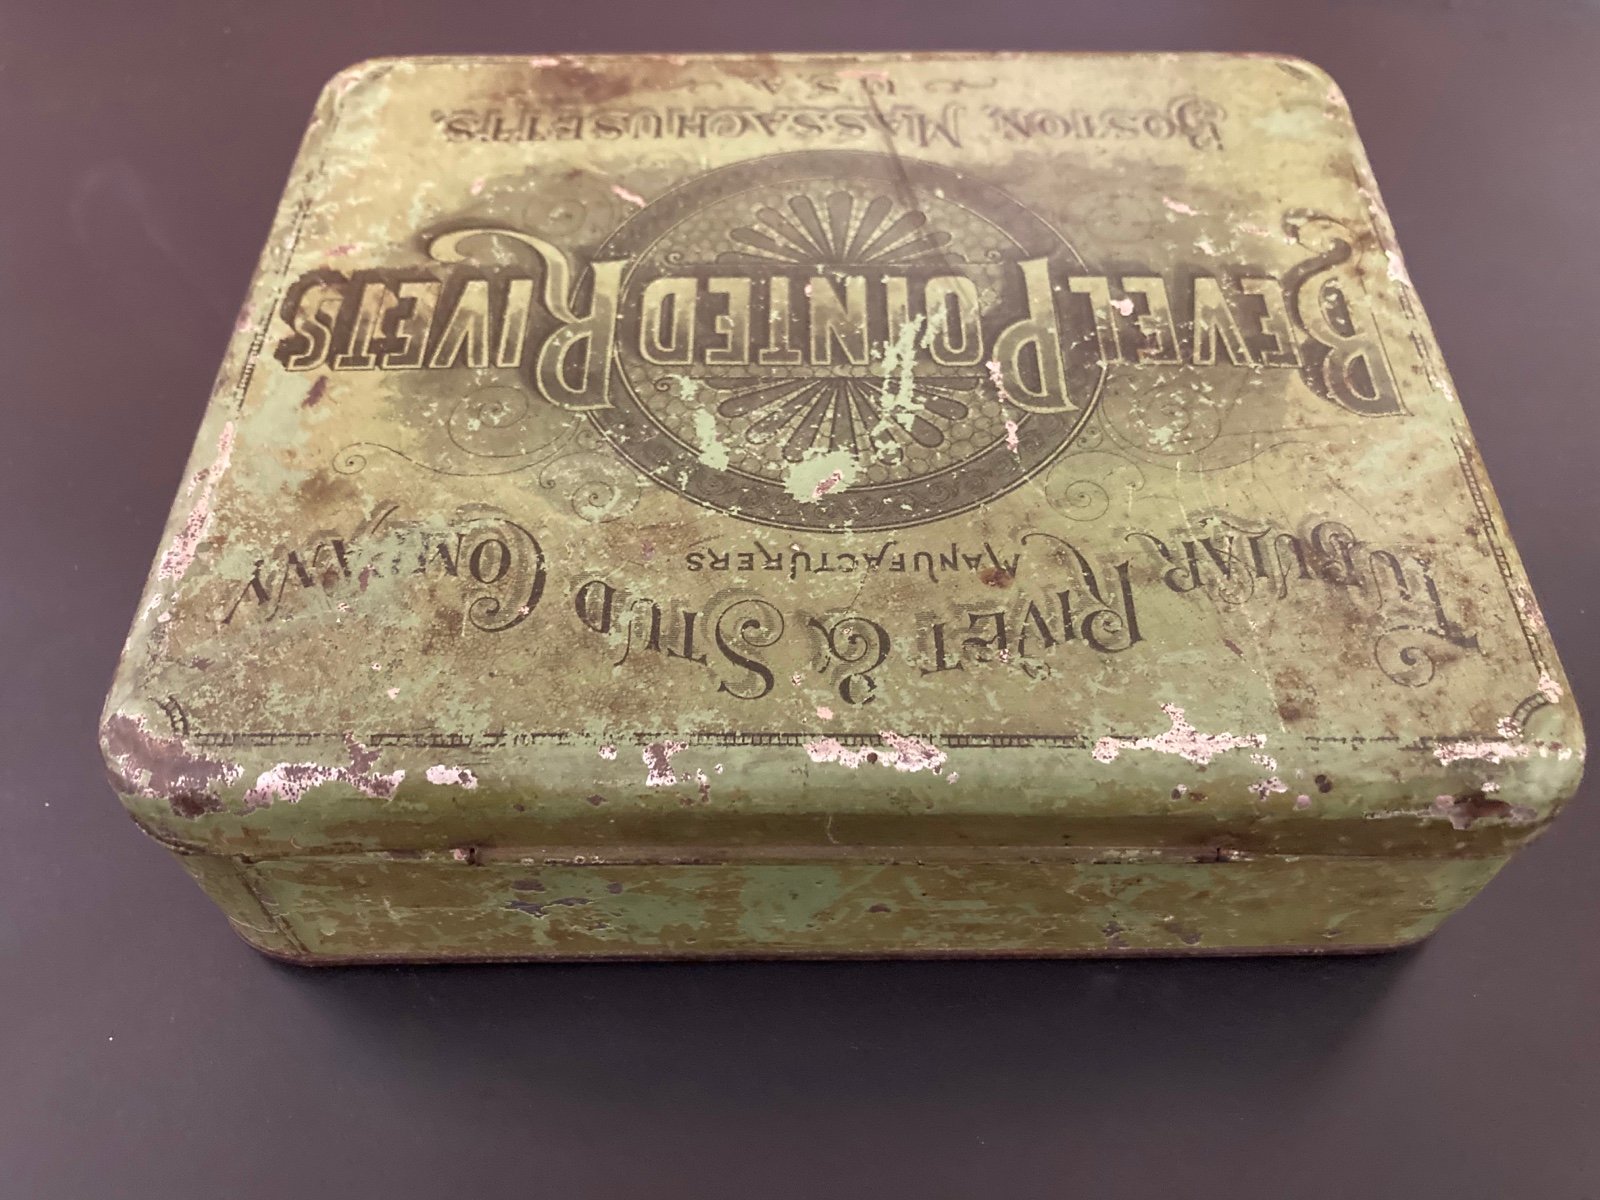 TUBULAR RIVET & STUD COMPANY
MANUFACTURERS
BEVEL POINTED RIVETS
BOSTON, MASSACHUSETTS.
U.S.A